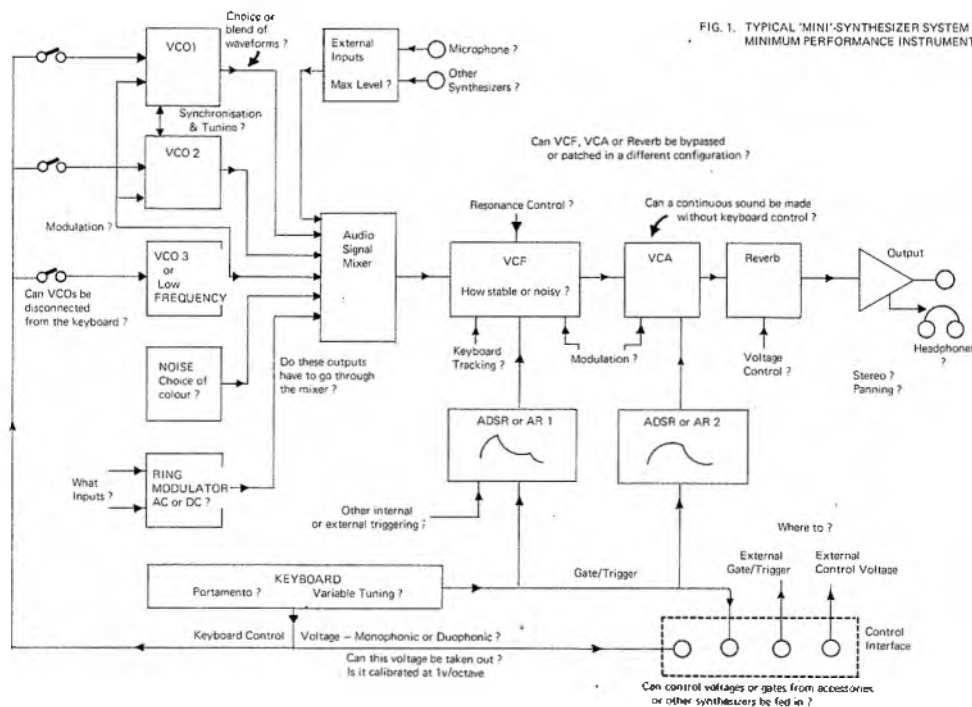 FIG. 1. TYPICAL 'MINI'-SYNTHESIZER SYSTEM
MINIMUM PERFORMANCE INSTRUMENT
VCO1
Choice or
blend of
waveforms ?
External
Inputs
Max Level ?
Microphone ?
Other
Synthesizers ?
Synchronisation
& Tuning ?
VCO 2
Can VCF, VCA or Reverb be bypassed
or patched in a different configuration ?
Modulation ?
Resonance Control ?
Can a continuous sound be made
without keyboard control ?
VCO 3
or
Low
FREQUENCY
Audio
Signal
Mixer
VCF
How stable or noisy ?
VCA
Reverb
Output
Can VCOs be
disconnected
from the keyboard ?
Keyboard
Tracking ?
Modulation ?
Voltage
Control ?
Headphones
?
Stereo ?
Panning ?
NOISE
Choice of
colour ?
Do these outputs
have to go through
the mixer ?
ADSR or AR 1
ADSR or AR 2
What
Inputs ?
RING
MODULATOR
AC or DC ?
Other internal
or external triggering ?
Where to ?
External
Gate/Trigger
External
Control Voltage
KEYBOARD
Portamento ?
Variable Tuning ?
Gate/Trigger
Keyboard Control
Voltage – Monophonic or Duophonic ?
Control
Interface
Can this voltage be taken out ?
Is it calibrated at 1v/octave
Can control voltages or gates from accessories
or other synthesizers be fed in ?